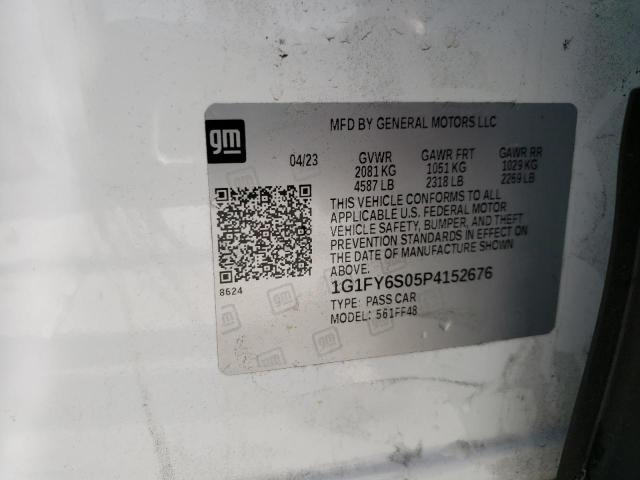 gm
MFD BY GENERAL MOTORS LLC
04/23 GVWR GAWR FRT GAWR RR
2081 KG 1051 KG 1029 KG
4587 LB 2318 LB 2269 LB
THIS VEHICLE CONFORMS TO ALL
APPLICABLE U.S. FEDERAL MOTOR
VEHICLE SAFETY, BUMPER, AND THEFT
PREVENTION STANDARDS IN EFFECT ON
THE DATE OF MANUFACTURE SHOWN
ABOVE.
8624
1G1FY6S05P4152676
TYPE: PASS CAR
MODEL: 561FF48